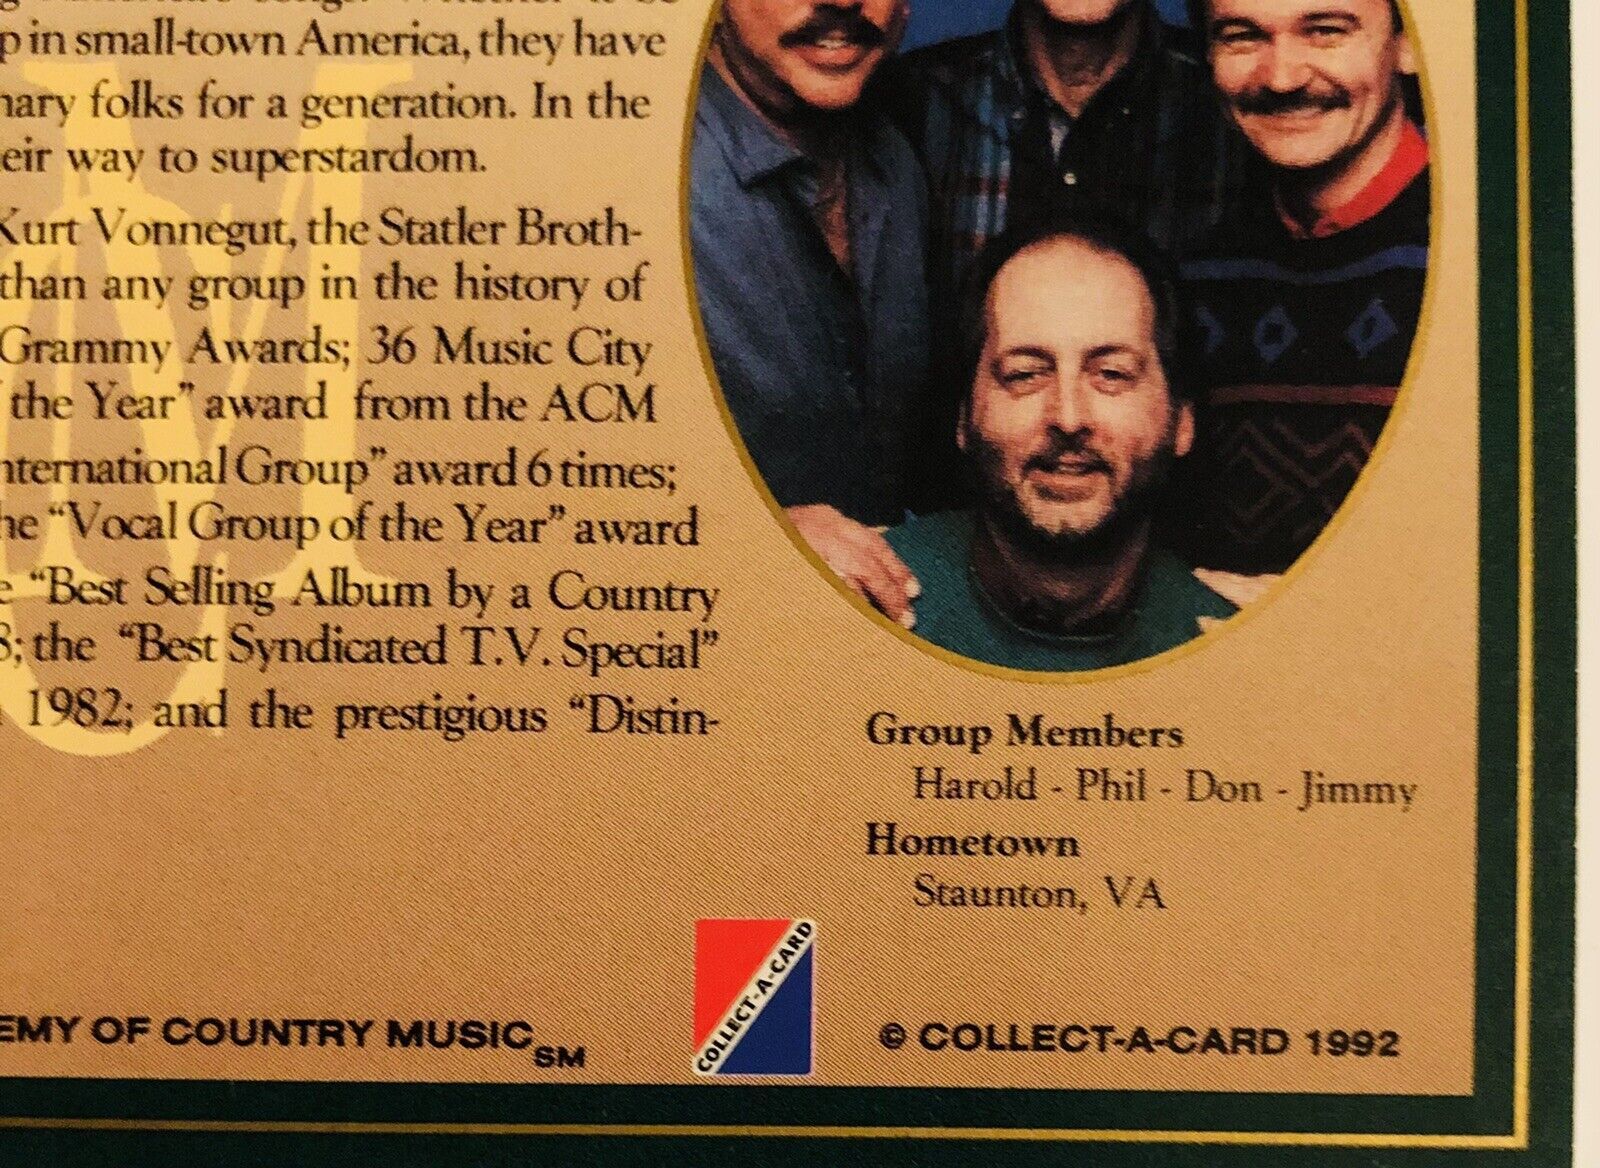 p in small-town America, they have
nary folks for a generation. In the
eir way to superstardom.
Kurt Vonnegut, the Statler Broth-
than any group in the history of
Grammy Awards; 36 Music City
the Year" award from the ACM
nternational Group" award 6 times;
he "Vocal Group of the Year" award
e "Best Selling Album by a Country
8; the "Best Syndicated T.V. Special"
1982; and the prestigious "Distin-
Group Members
Harold - Phil - Don - Jimmy
Hometown
Staunton, VA
COLLECT-A-CARD
EMY OF COUNTRY MUSIC SM
© COLLECT-A-CARD 1992